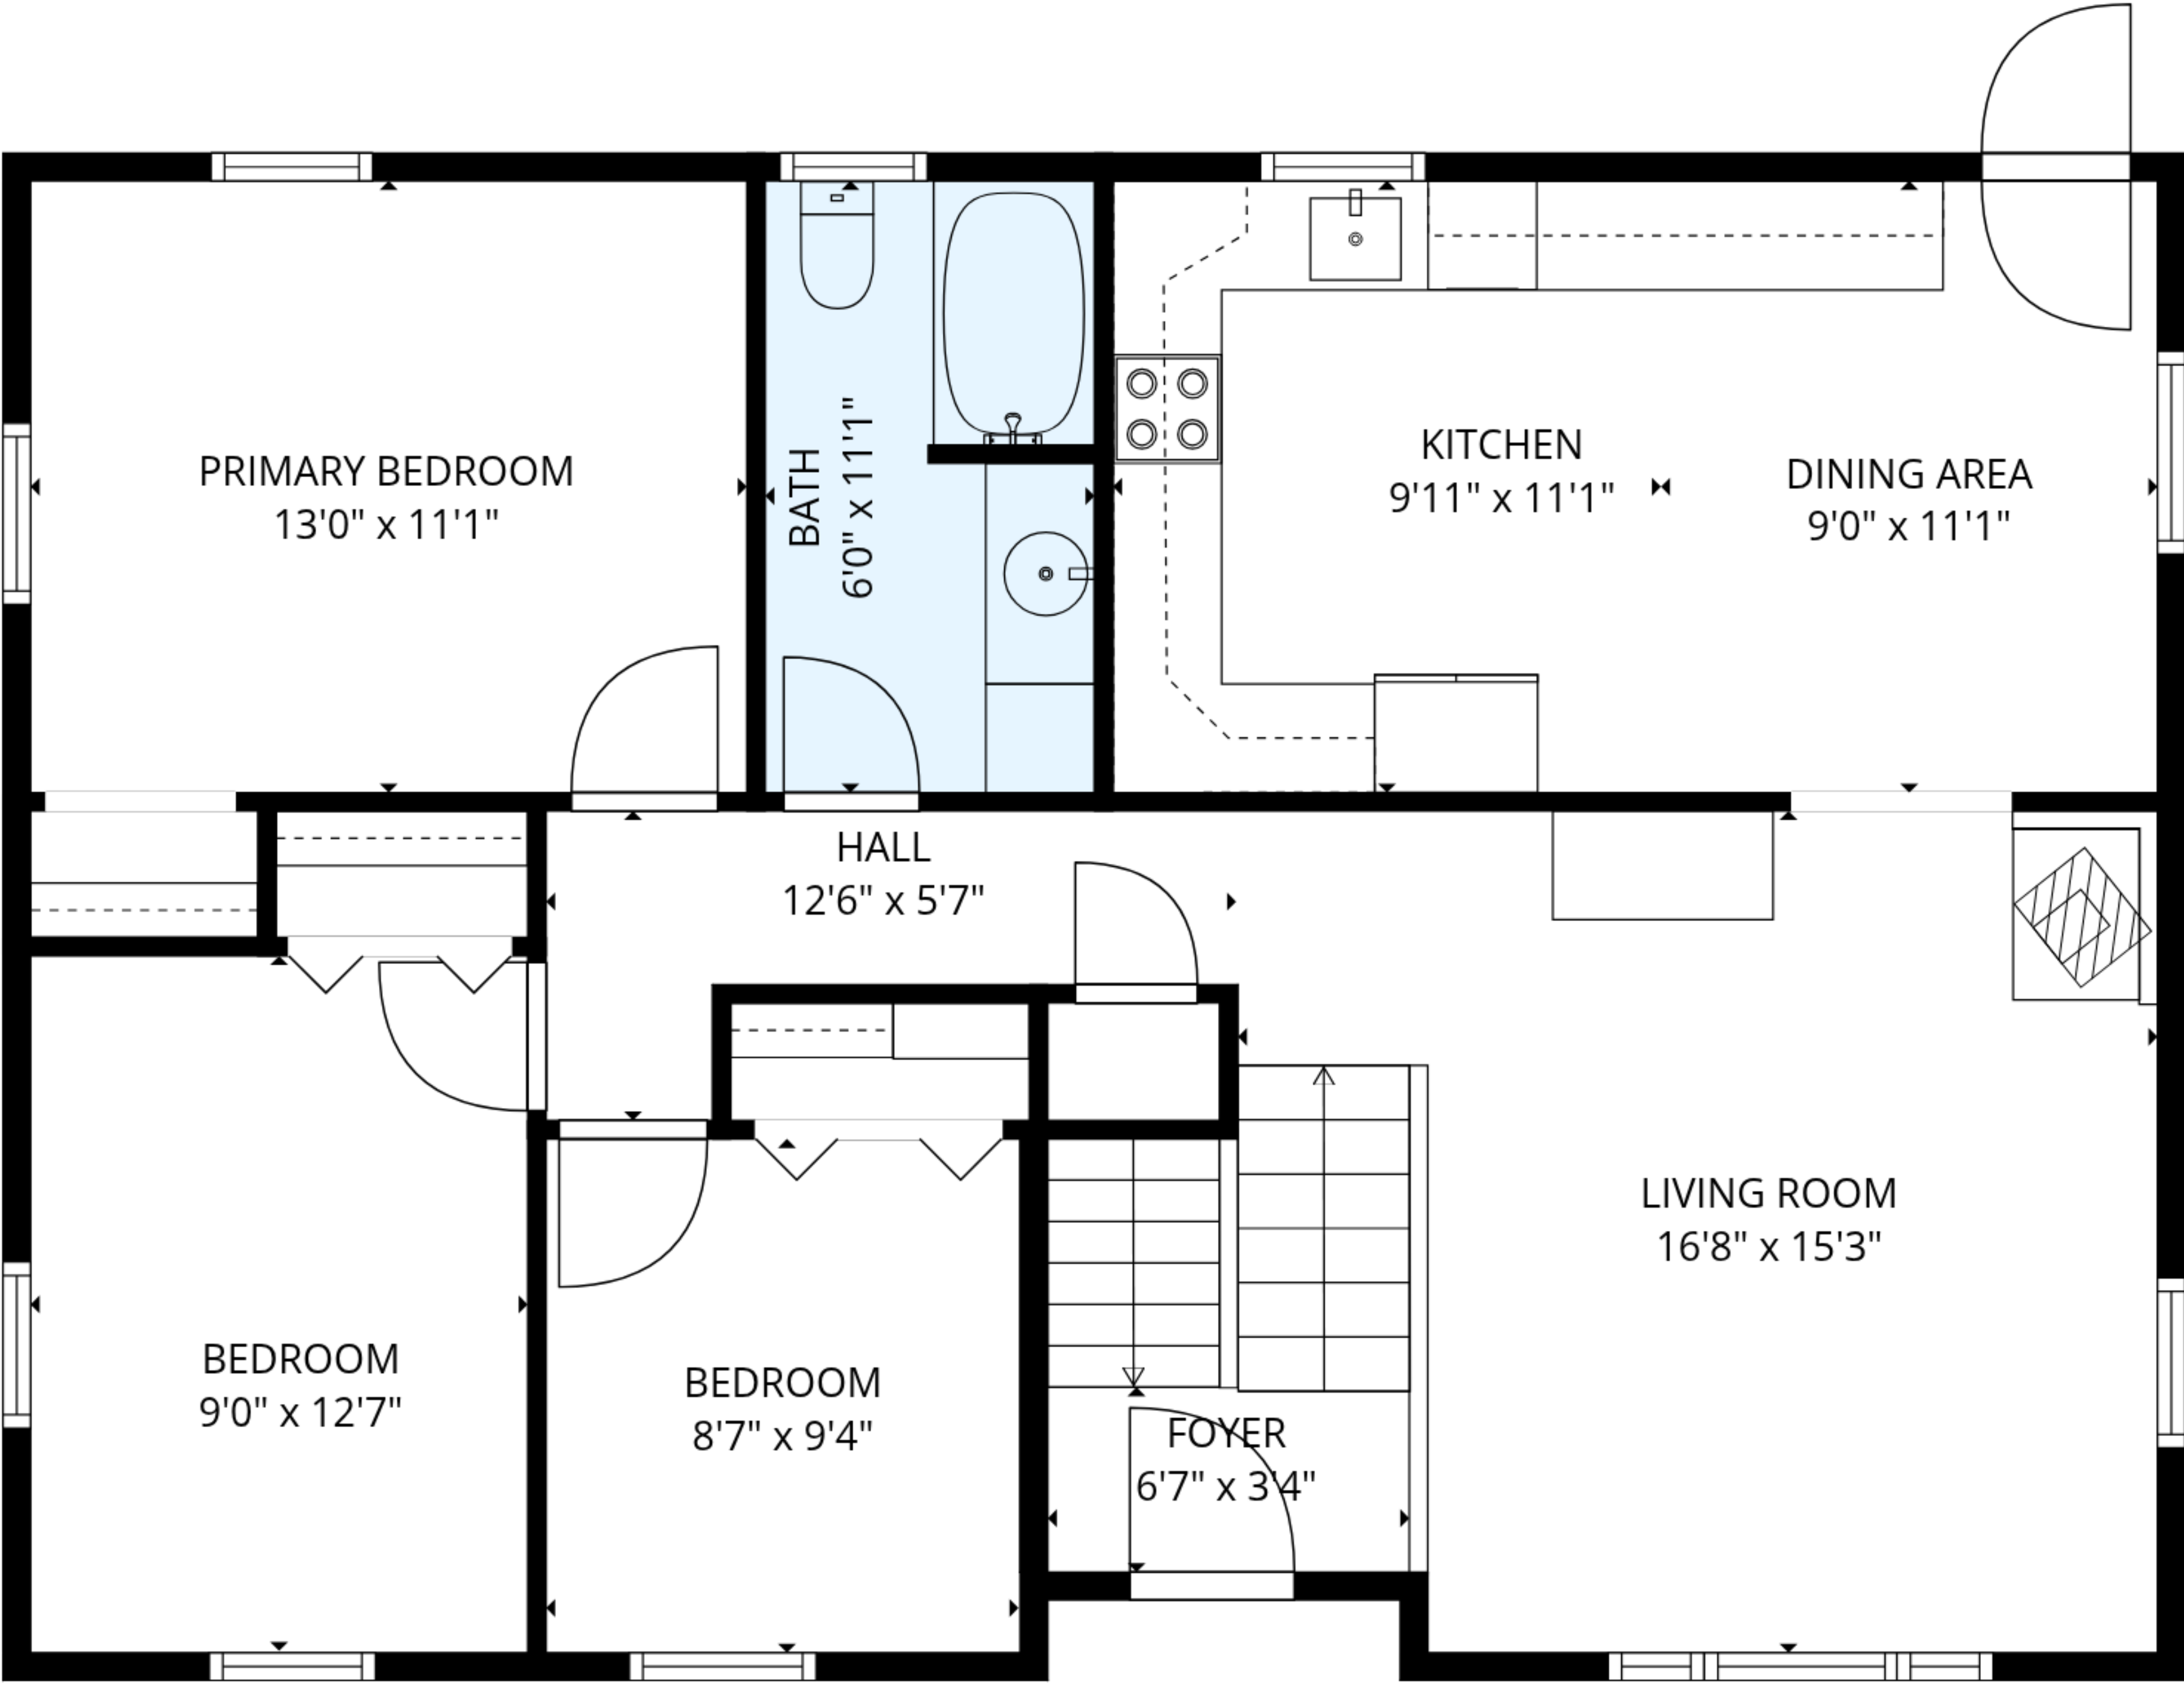 PRIMARY BEDROOM
13'0" x 11'1"
BATH
6'0" x 11'1"
KITCHEN
9'11" x 11'1"
DINING AREA
9'0" x 11'1"
HALL
12'6" x 5'7"
LIVING ROOM
16'8" x 15'3"
BEDROOM
9'0" x 12'7"
BEDROOM
8'7" x 9'4"
FOYER
6'7" x 3'4"